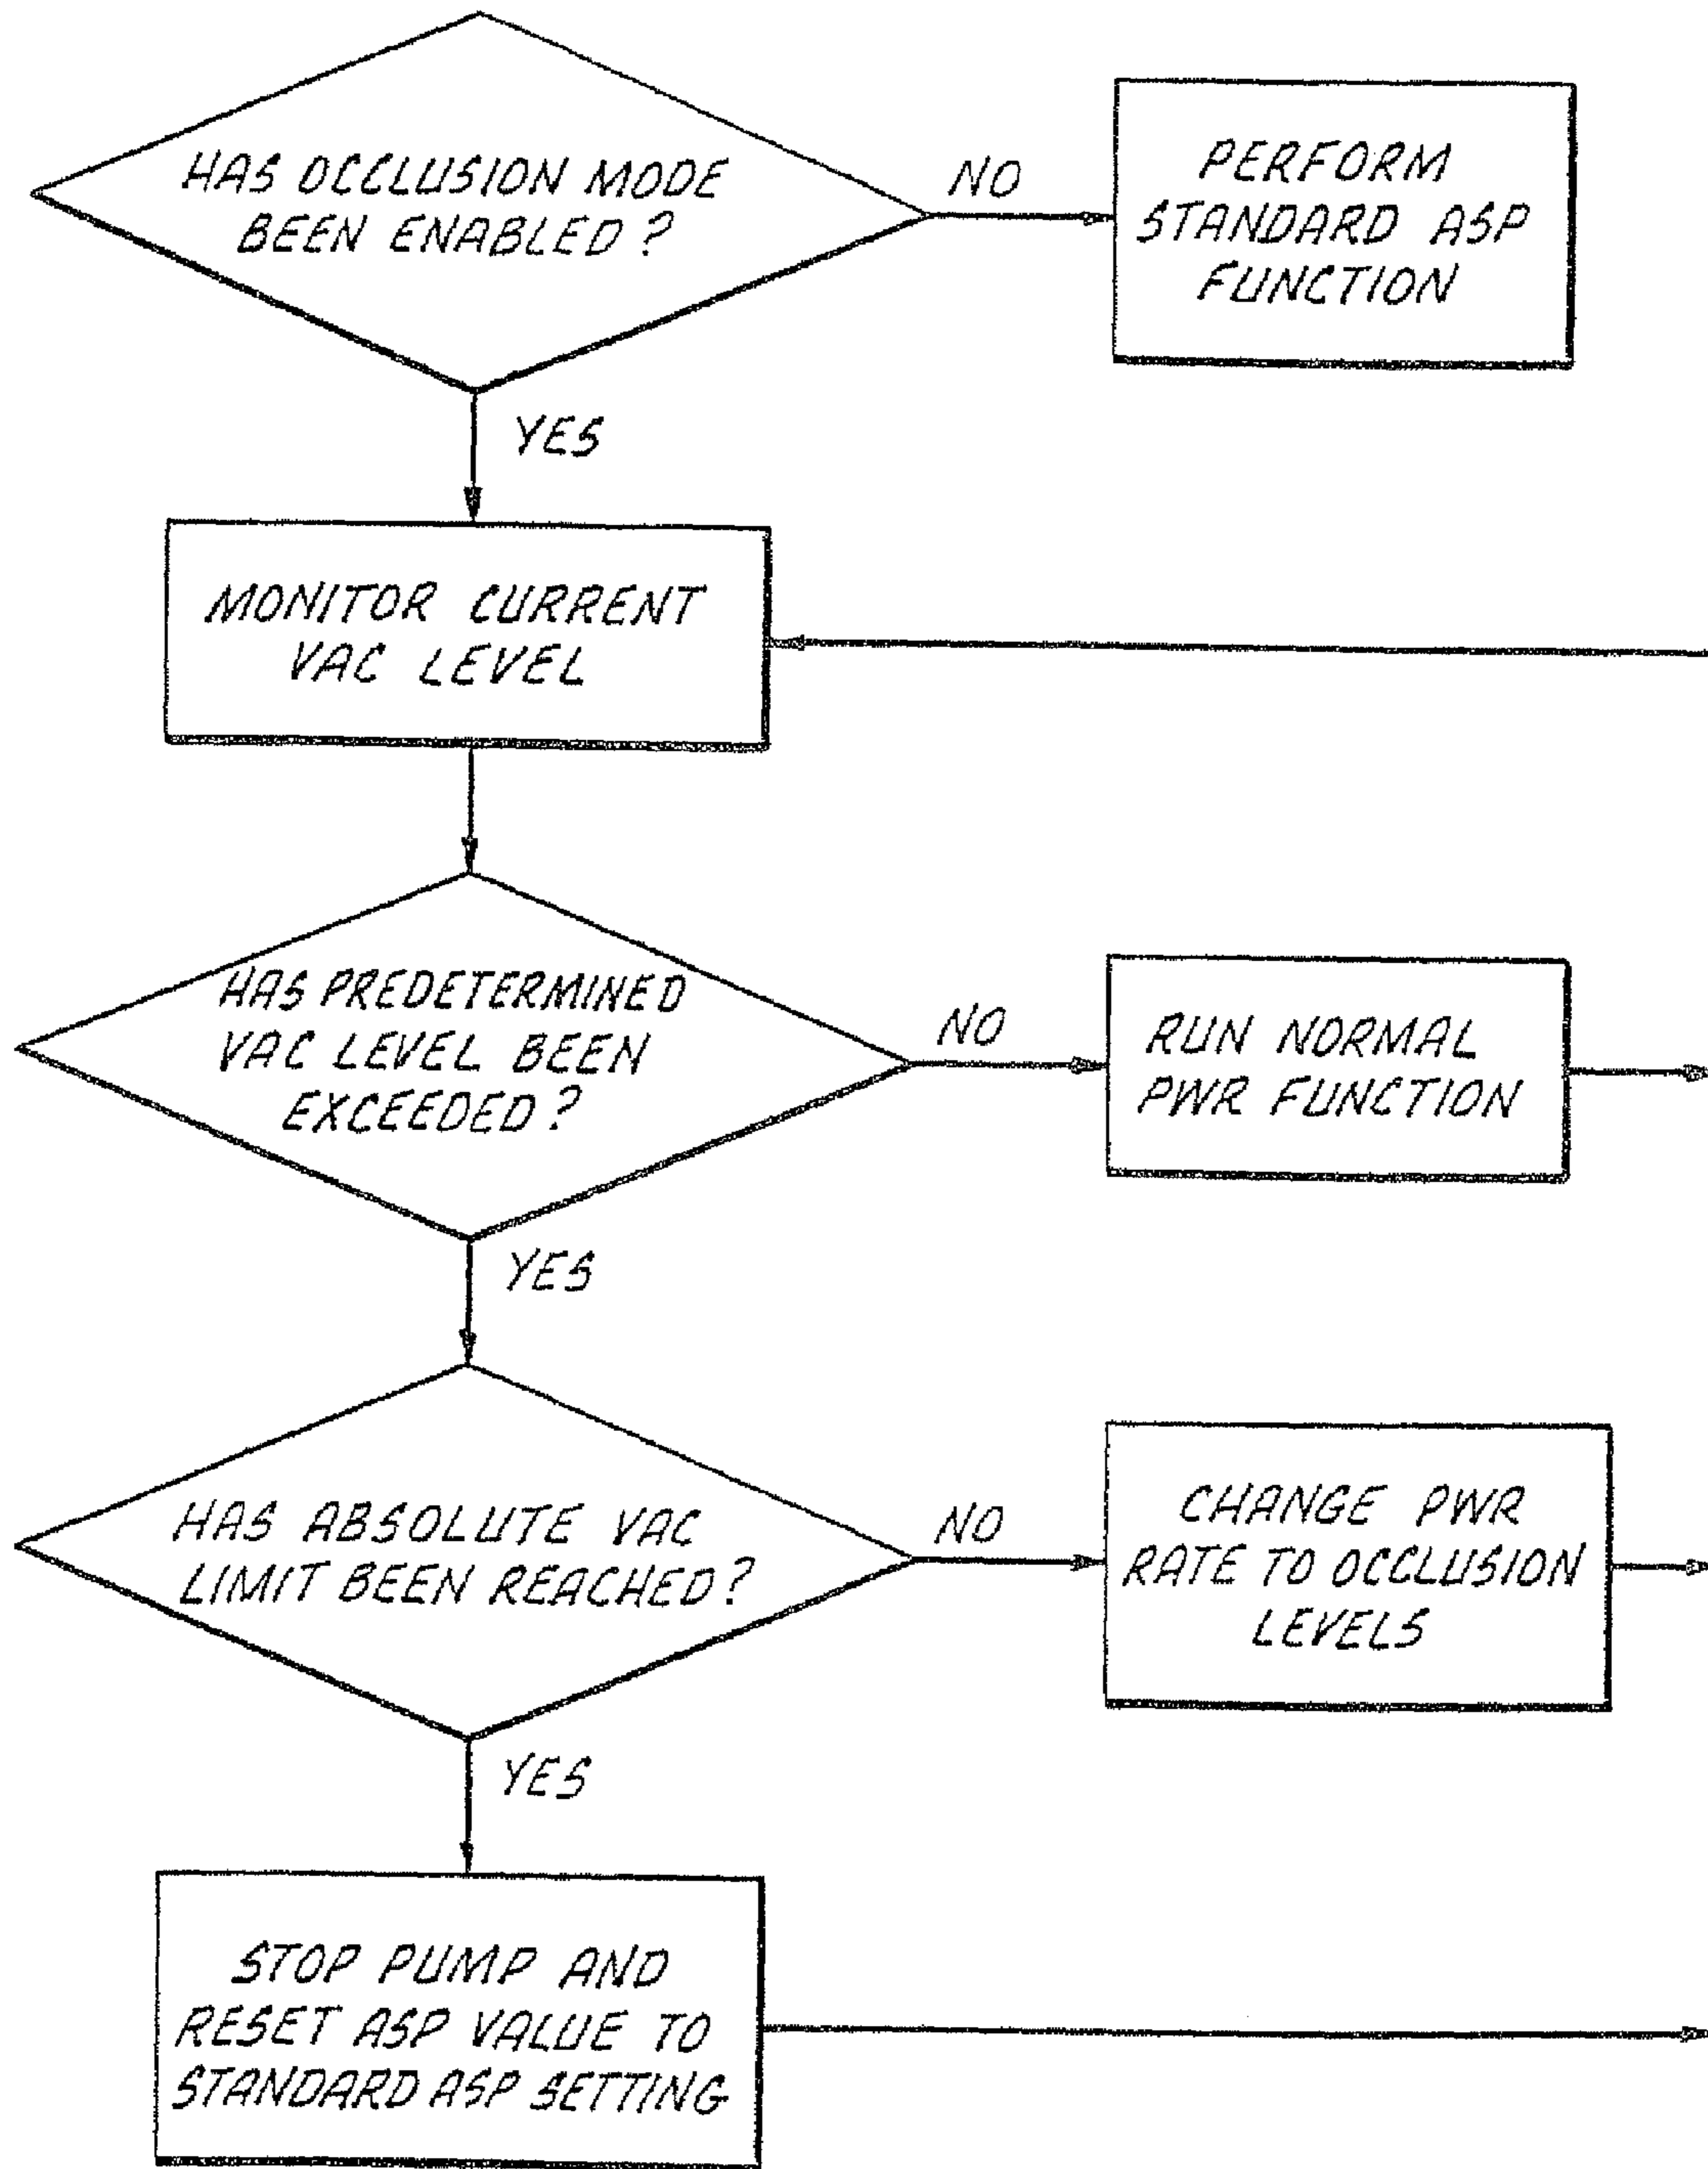 HAS OCCLUSION MODE
BEEN ENABLED?
NO
PERFORM
STANDARD ASP
FUNCTION
YES
MONITOR CURRENT
VAC LEVEL
HAS PREDETERMINED
VAC LEVEL BEEN
EXCEEDED?
NO
RUN NORMAL
PWR FUNCTION
YES
HAS ABSOLUTE VAC
LIMIT BEEN REACHED?
NO
CHANGE PWR
RATE TO OCCLUSION
LEVELS
YES
STOP PUMP AND
RESET ASP VALUE TO
STANDARD ASP SETTING